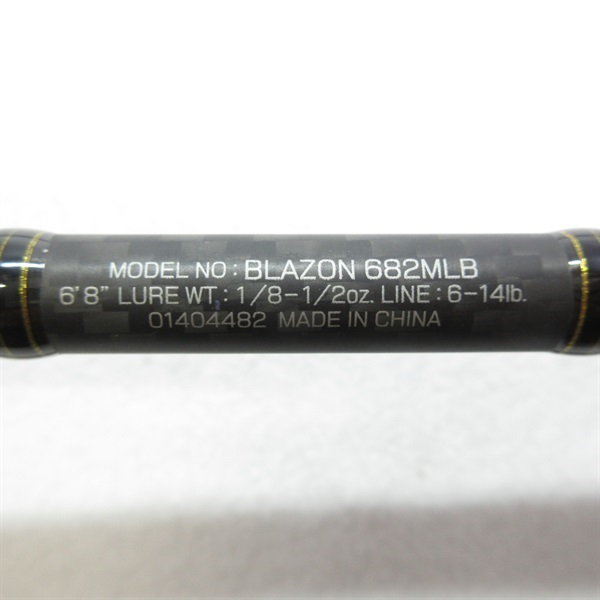 MODEL NO : BLAZON 682MLB
6'8" LURE WT : 1/8-1/2oz. LINE : 6-14lb.
01404482 MADE IN CHINA